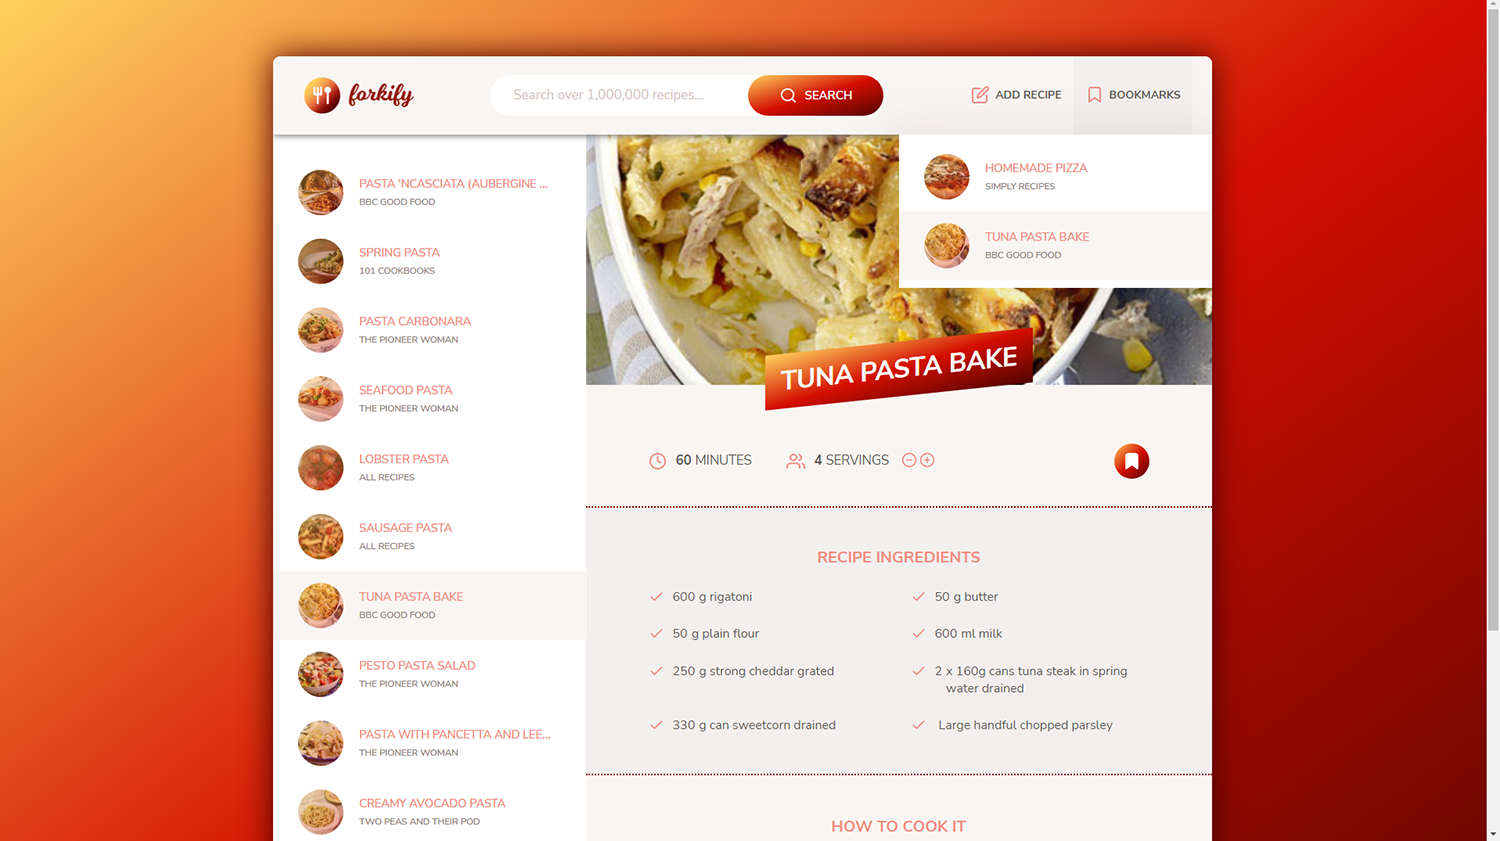 forkify
Search over 1,000,000 recipes...
SEARCH
ADD RECIPE
BOOKMARKS
PASTA 'NCASCIATA (AUBERGINE ...
BBC GOOD FOOD
SPRING PASTA
101 COOKBOOKS
PASTA CARBONARA
THE PIONEER WOMAN
SEAFOOD PASTA
THE PIONEER WOMAN
LOBSTER PASTA
ALL RECIPES
SAUSAGE PASTA
ALL RECIPES
TUNA PASTA BAKE
BBC GOOD FOOD
PESTO PASTA SALAD
THE PIONEER WOMAN
PASTA WITH PANCETTA AND LEE...
THE PIONEER WOMAN
CREAMY AVOCADO PASTA
TWO PEAS AND THEIR POD
HOMEMADE PIZZA
SIMPLY RECIPES
TUNA PASTA BAKE
BBC GOOD FOOD
TUNA PASTA BAKE
60 MINUTES
4 SERVINGS
RECIPE INGREDIENTS
600 g rigatoni
50 g butter
50 g plain flour
600 ml milk
250 g strong cheddar grated
2 x 160g cans tuna steak in spring
water drained
330 g can sweetcorn drained
Large handful chopped parsley
HOW TO COOK IT